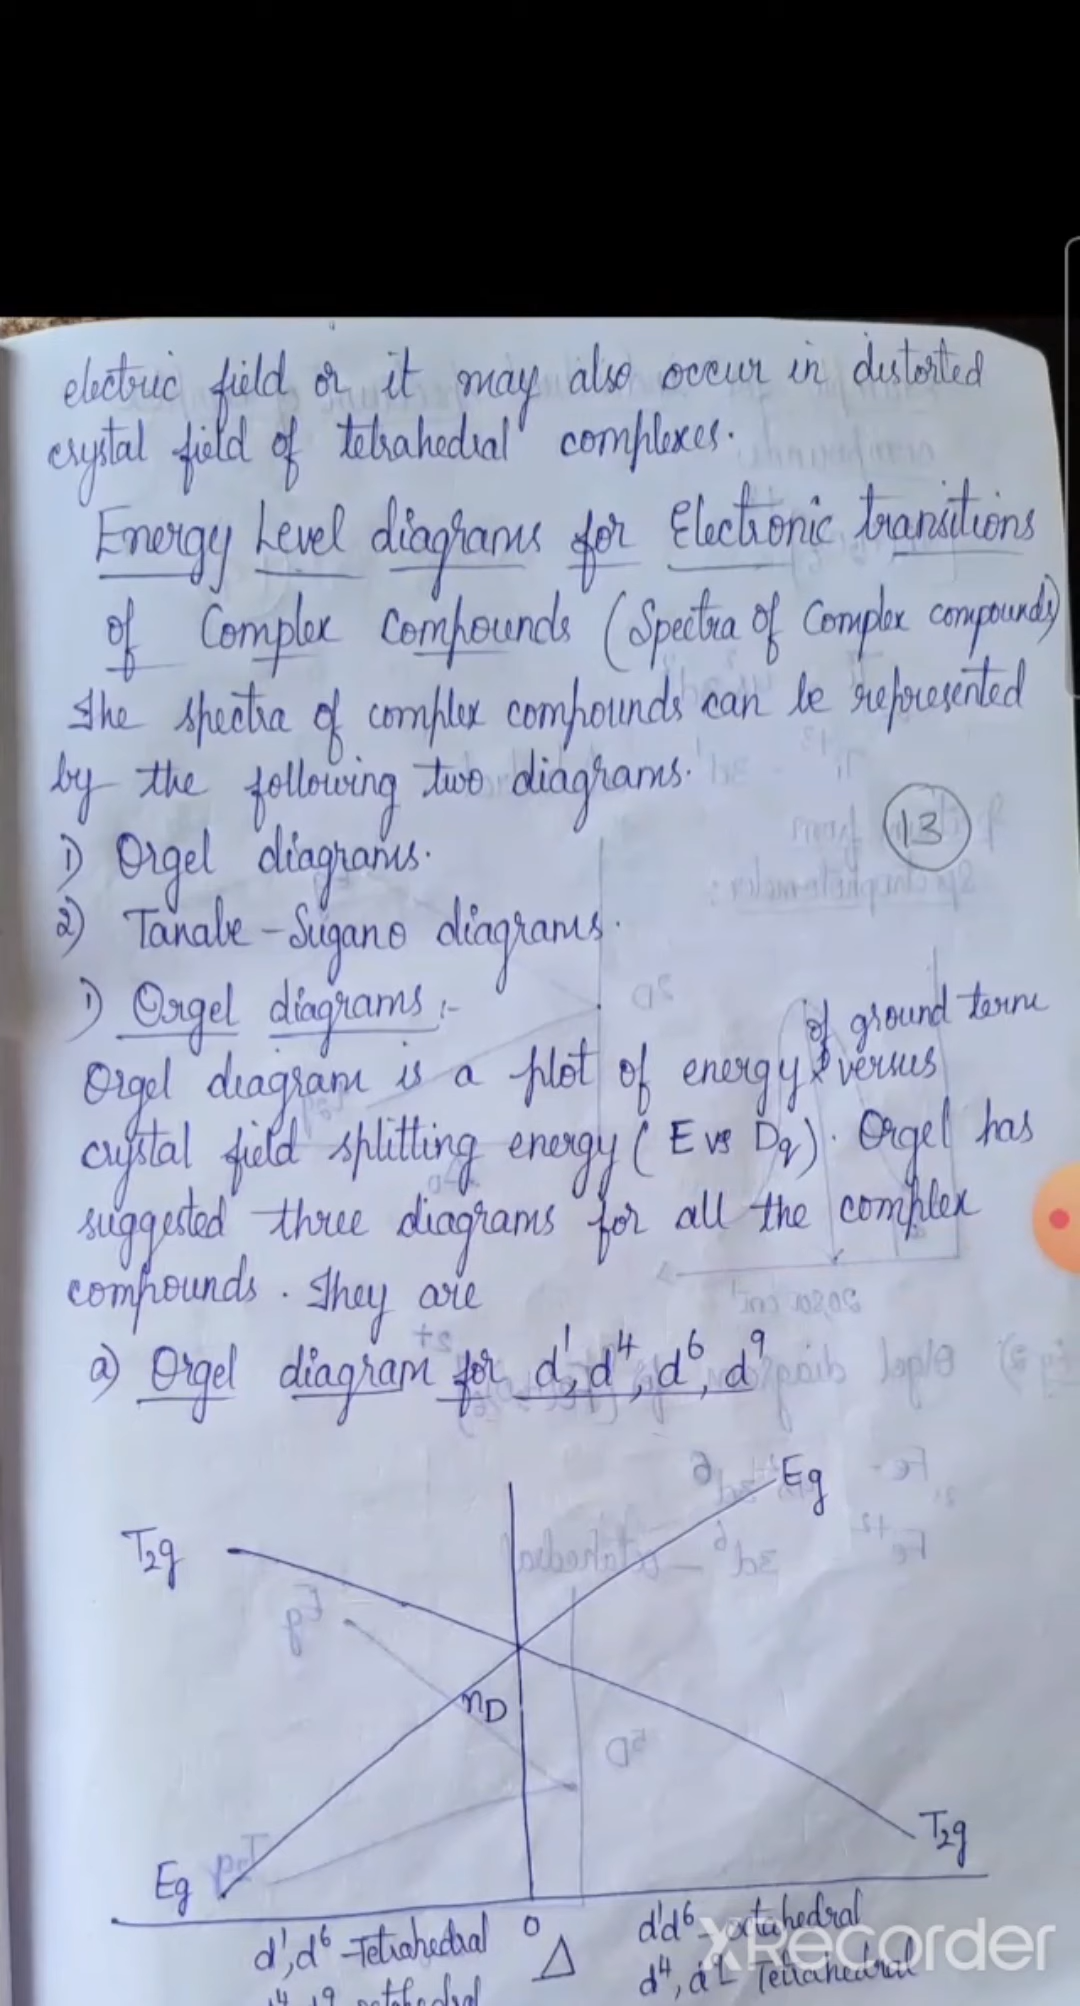 electric field or it may also occur in distorted
crystal field of tetrahedral complexes.
Energy Level diagrams for Electronic transitions
of Complex Compounds (Spectra of Complex compounds)
The spectra of complex compounds can be represented
by the following two diagrams.
13
1) Orgel diagrams.
2) Tanabe-Sugano diagrams.
1) Orgel diagrams:-
of ground term
Orgel diagram is a plot of energy versus
crystal field splitting energy (E vs Dq). Orgel has
suggested three diagrams for all the complex
compounds. They are
a) Orgel diagram for d¹, d⁴, d⁶, d⁹
Eg
T₂g
nD
T₂g
Eg
d¹, d⁶ - Tetrahedral 0 d¹d⁶ - octahedral
Δ d⁴, d⁹ - Tetrahedral
d⁴, d⁹ octahedral
XRecorder